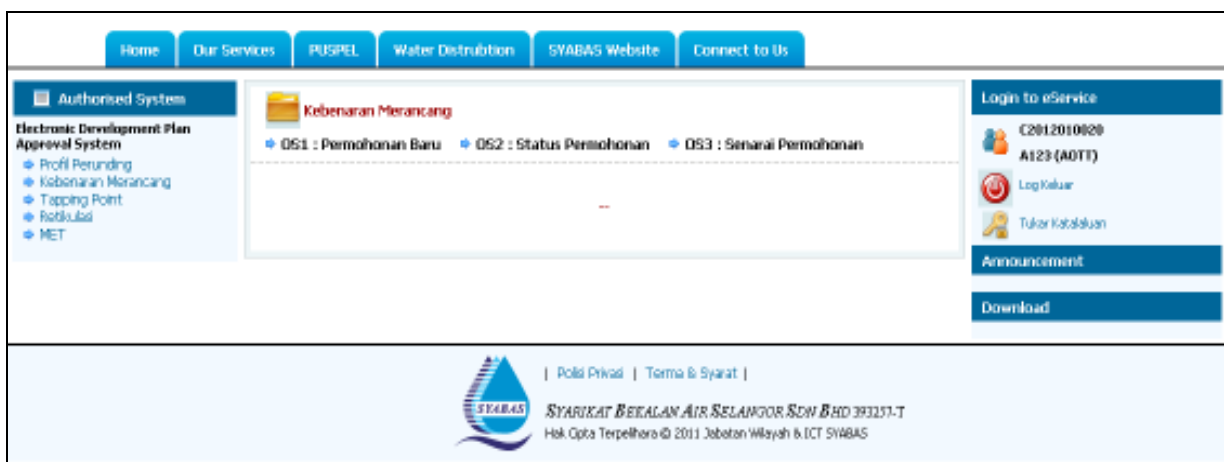 Home Our Services PUSPEL Water Distrubtion SYABAS Website Connect to Us
Authorised System
Electronic Development Plan
Approval System
Profil Perunding
Kebenaran Merancang
Tapping Point
Retikulasi
MET
Kebenaran Merancang
OS1 : Permohonan Baru OS2 : Status Permohonan OS3 : Senarai Permohonan
--
Login to eService
C2012010020
A123 (AOTT)
Log Keluar
Tukar Katalaluan
Announcement
Download
SYABAS
| Polisi Privasi | Terma & Syarat |
SYARIKAT BEKALAN AIR SELANGOR SDN BHD 393257-T
Hak Cipta Terpelihara @ 2011 Jabatan Wilayah & ICT SYABAS